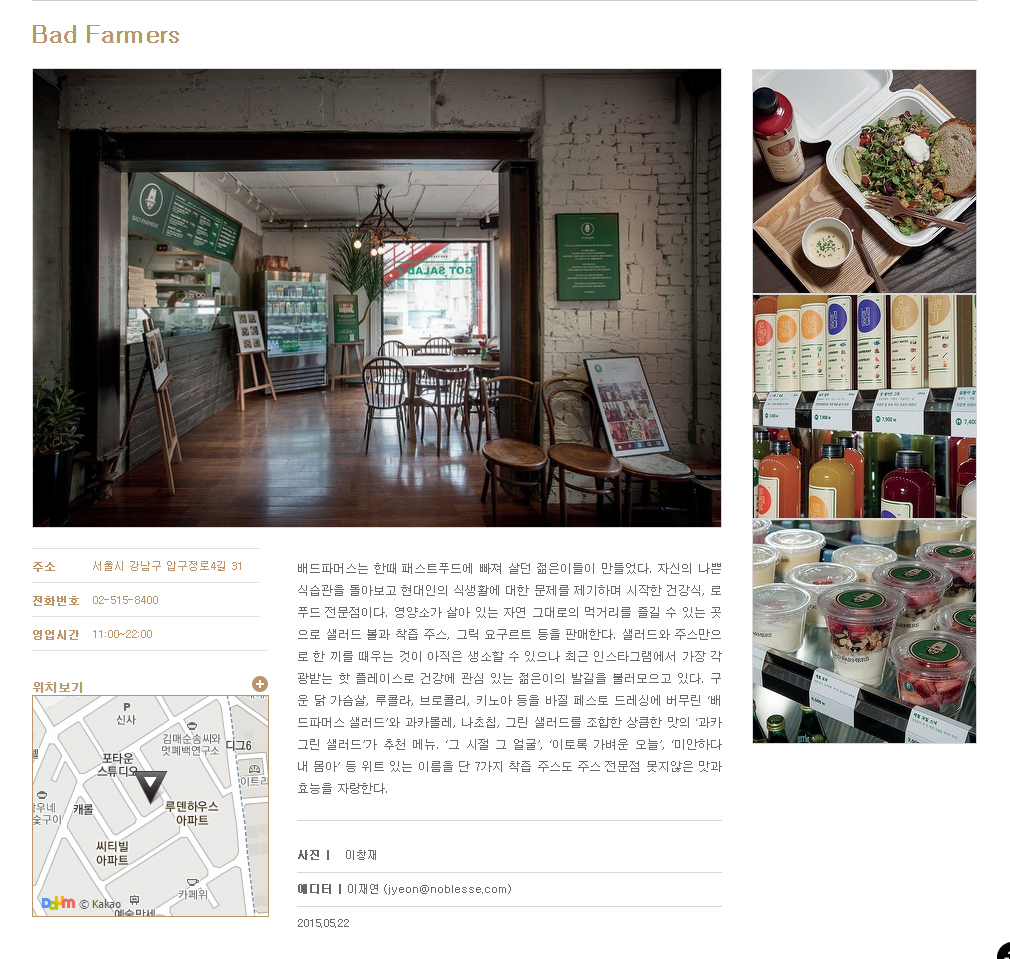 Bad Farmers
BAD FARMERS
GOT SALAD?
주소 서울시 강남구 압구정로4길 31
전화번호 02-515-8400
영업시간 11:00~22:00
위치보기
P
신사
김매순솜씨와
멋폐백연구소
디그6
포타운
스튜디오
이트리
루덴하우스
아파트
캐롤
씨티빌
아파트
카페위
예술막세
Daum © Kakao
배드파머스는 한때 패스트푸드에 빠져 살던 젊은이들이 만들었다. 자신의 나쁜
식습관을 돌아보고 현대인의 식생활에 대한 문제를 제기하며 시작한 건강식, 로
푸드 전문점이다. 영양소가 살아 있는 자연 그대로의 먹거리를 즐길 수 있는 곳
으로 샐러드 볼과 착즙 주스, 그릭 요구르트 등을 판매한다. 샐러드와 주스만으
로 한 끼를 때우는 것이 아직은 생소할 수 있으나 최근 인스타그램에서 가장 각
광받는 핫 플레이스로 건강에 관심 있는 젊은이의 발길을 불러모으고 있다. 구
운 닭 가슴살, 루콜라, 브로콜리, 키노아 등을 바질 페스토 드레싱에 버무린 ‘배
드파머스 샐러드’와 과카몰레, 나초칩, 그린 샐러드를 조합한 상큼한 맛의 ‘과카
그린 샐러드’가 추천 메뉴. ‘그 시절 그 얼굴’, ‘이토록 가벼운 오늘’, ‘미안하다
내 몸아’ 등 위트 있는 이름을 단 7가지 착즙 주스도 주스 전문점 못지않은 맛과
효능을 자랑한다.
사진 | 이창재
에디터 | 이재연 (jyeon@noblesse.com)
2015.05.22
7,900
7,900
7,400
BAD FARMERS